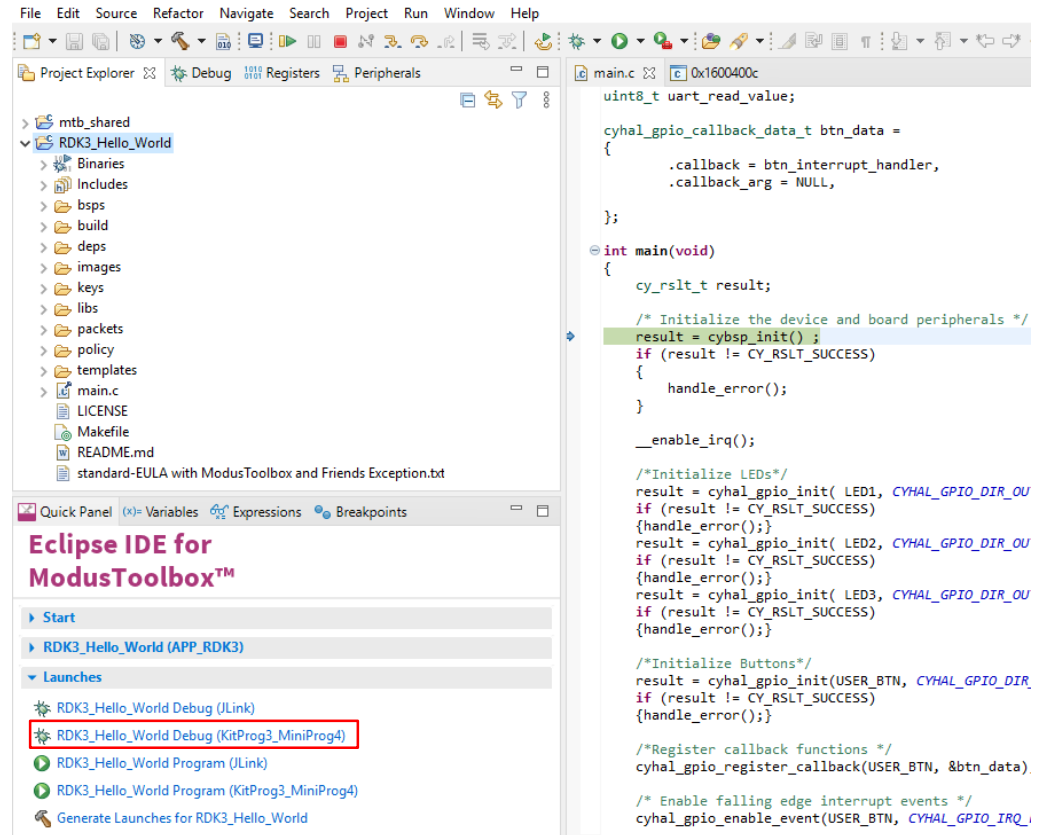 File Edit Source Refactor Navigate Search Project Run Window Help
Project Explorer Debug Registers Peripherals
mtb_shared
RDK3_Hello_World
Binaries
Includes
bsps
build
deps
images
keys
libs
packets
policy
templates
main.c
LICENSE
Makefile
README.md
standard-EULA with ModusToolbox and Friends Exception.txt
Quick Panel (x)= Variables Expressions Breakpoints
Eclipse IDE for
ModusToolbox™
Start
RDK3_Hello_World (APP_RDK3)
Launches
RDK3_Hello_World Debug (JLink)
RDK3_Hello_World Debug (KitProg3_MiniProg4)
RDK3_Hello_World Program (JLink)
RDK3_Hello_World Program (KitProg3_MiniProg4)
Generate Launches for RDK3_Hello_World
main.c 0x1600400c
uint8_t uart_read_value;
cyhal_gpio_callback_data_t btn_data =
{
.callback = btn_interrupt_handler,
.callback_arg = NULL,
};
int main(void)
{
cy_rslt_t result;
/* Initialize the device and board peripherals */
result = cybsp_init() ;
if (result != CY_RSLT_SUCCESS)
{
handle_error();
}
__enable_irq();
/*Initialize LEDs*/
result = cyhal_gpio_init( LED1, CYHAL_GPIO_DIR_OU
if (result != CY_RSLT_SUCCESS)
{handle_error();}
result = cyhal_gpio_init( LED2, CYHAL_GPIO_DIR_OU
if (result != CY_RSLT_SUCCESS)
{handle_error();}
result = cyhal_gpio_init( LED3, CYHAL_GPIO_DIR_OU
if (result != CY_RSLT_SUCCESS)
{handle_error();}
/*Initialize Buttons*/
result = cyhal_gpio_init(USER_BTN, CYHAL_GPIO_DIR_
if (result != CY_RSLT_SUCCESS)
{handle_error();}
/*Register callback functions */
cyhal_gpio_register_callback(USER_BTN, &btn_data)
/* Enable falling edge interrupt events */
cyhal_gpio_enable_event(USER_BTN, CYHAL_GPIO_IRQ_